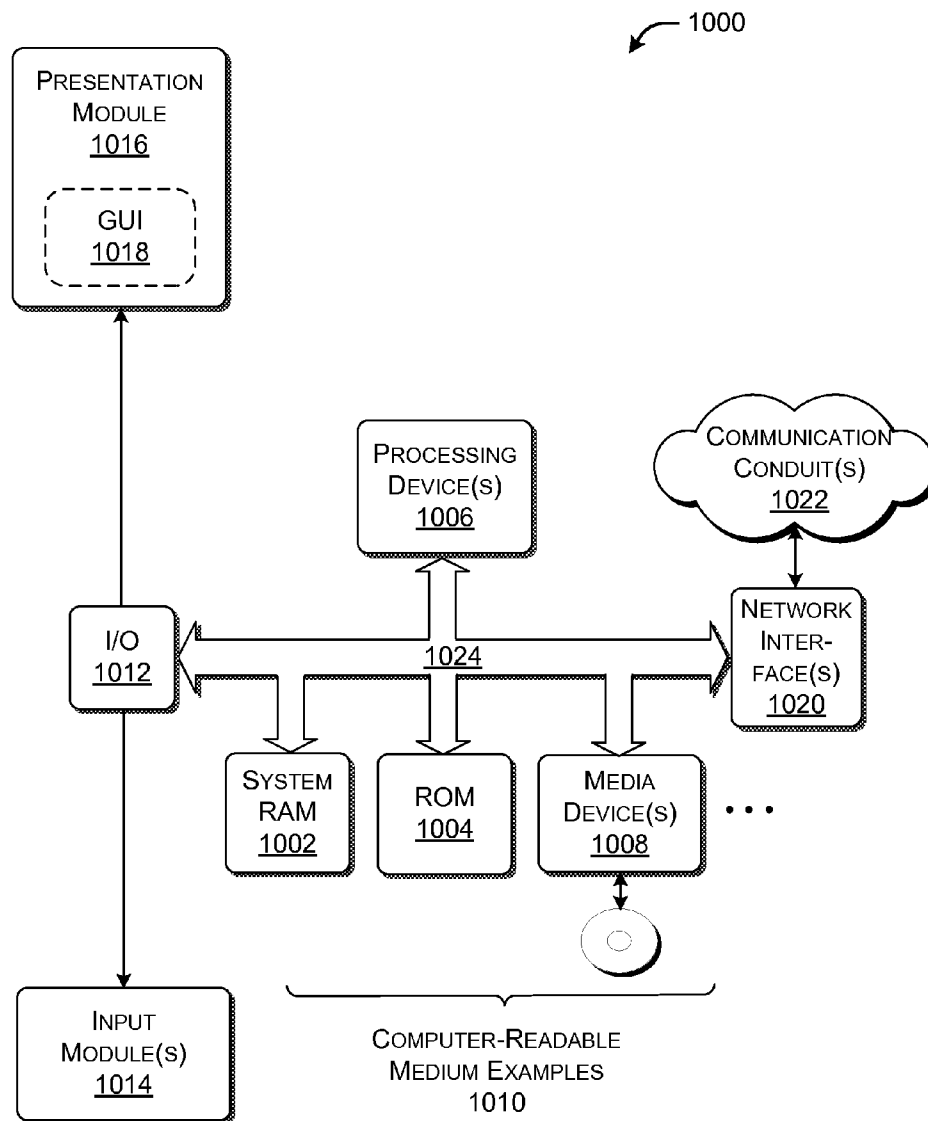 1000
PRESENTATION
MODULE
1016
GUI
1018
PROCESSING
DEVICE(S)
1006
COMMUNICATION
CONDUIT(S)
1022
I/O
1012
1024
NETWORK
INTER-
FACE(S)
1020
SYSTEM
RAM
1002
ROM
1004
MEDIA
DEVICE(S)
1008
• • •
INPUT
MODULE(S)
1014
COMPUTER-READABLE
MEDIUM EXAMPLES
1010